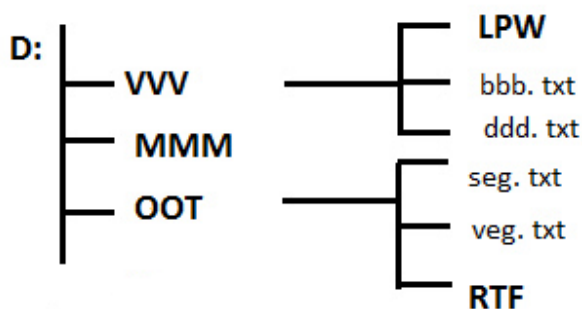 D:
VVV
MMM
OOT
LPW
bbb. txt
ddd. txt
seg. txt
veg. txt
RTF